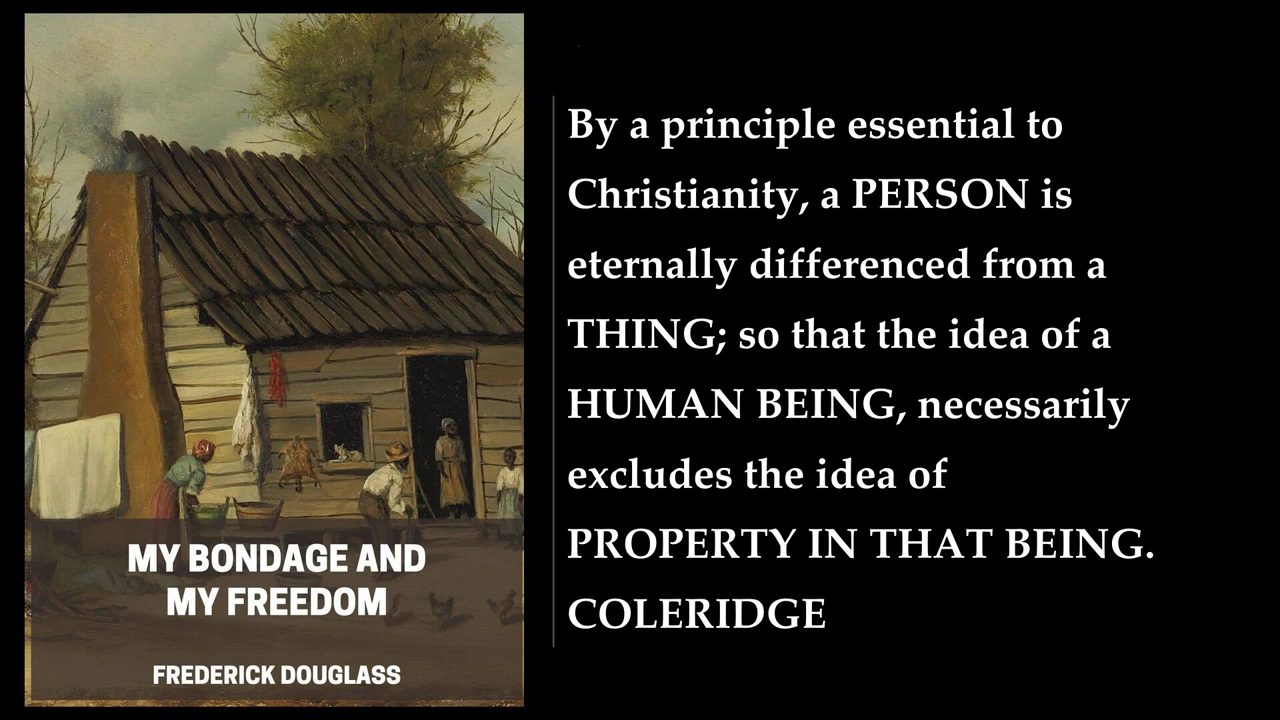 MY BONDAGE AND
MY FREEDOM
FREDERICK DOUGLASS
By a principle essential to
Christianity, a PERSON is
eternally differenced from a
THING; so that the idea of a
HUMAN BEING, necessarily
excludes the idea of
PROPERTY IN THAT BEING.
COLERIDGE